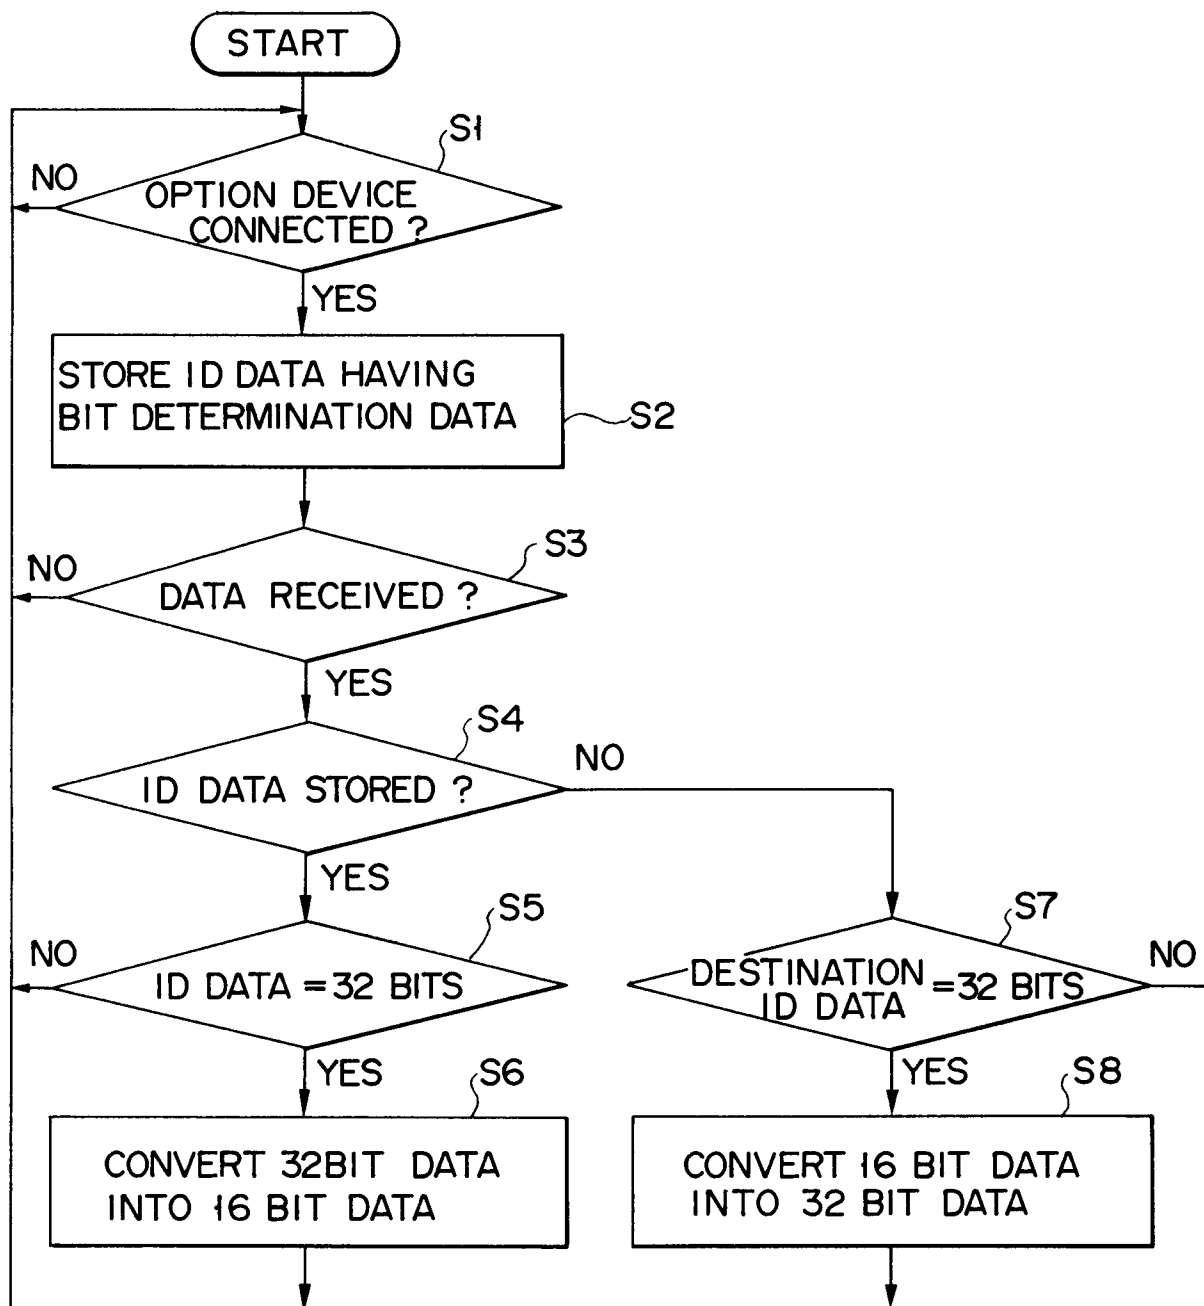 START
S1
NO
OPTION DEVICE
CONNECTED ?
YES
STORE ID DATA HAVING
BIT DETERMINATION DATA
S2
S3
NO
DATA RECEIVED ?
YES
S4
NO
ID DATA STORED ?
YES
S5
NO
ID DATA = 32 BITS
YES
S7
NO
DESTINATION
ID DATA = 32 BITS
YES
S6
CONVERT 32BIT DATA
INTO 16 BIT DATA
S8
CONVERT 16 BIT DATA
INTO 32 BIT DATA